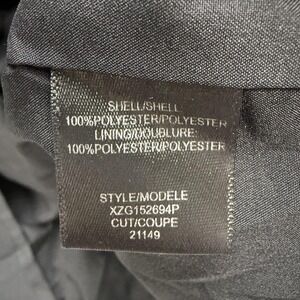 SHELL/SHELL
100%POLYESTER/POLYESTER
LINING/DOUBLURE:
100%POLYESTER/POLYESTER
STYLE/MODELE
XZG152694P
CUT/COUPE
21149